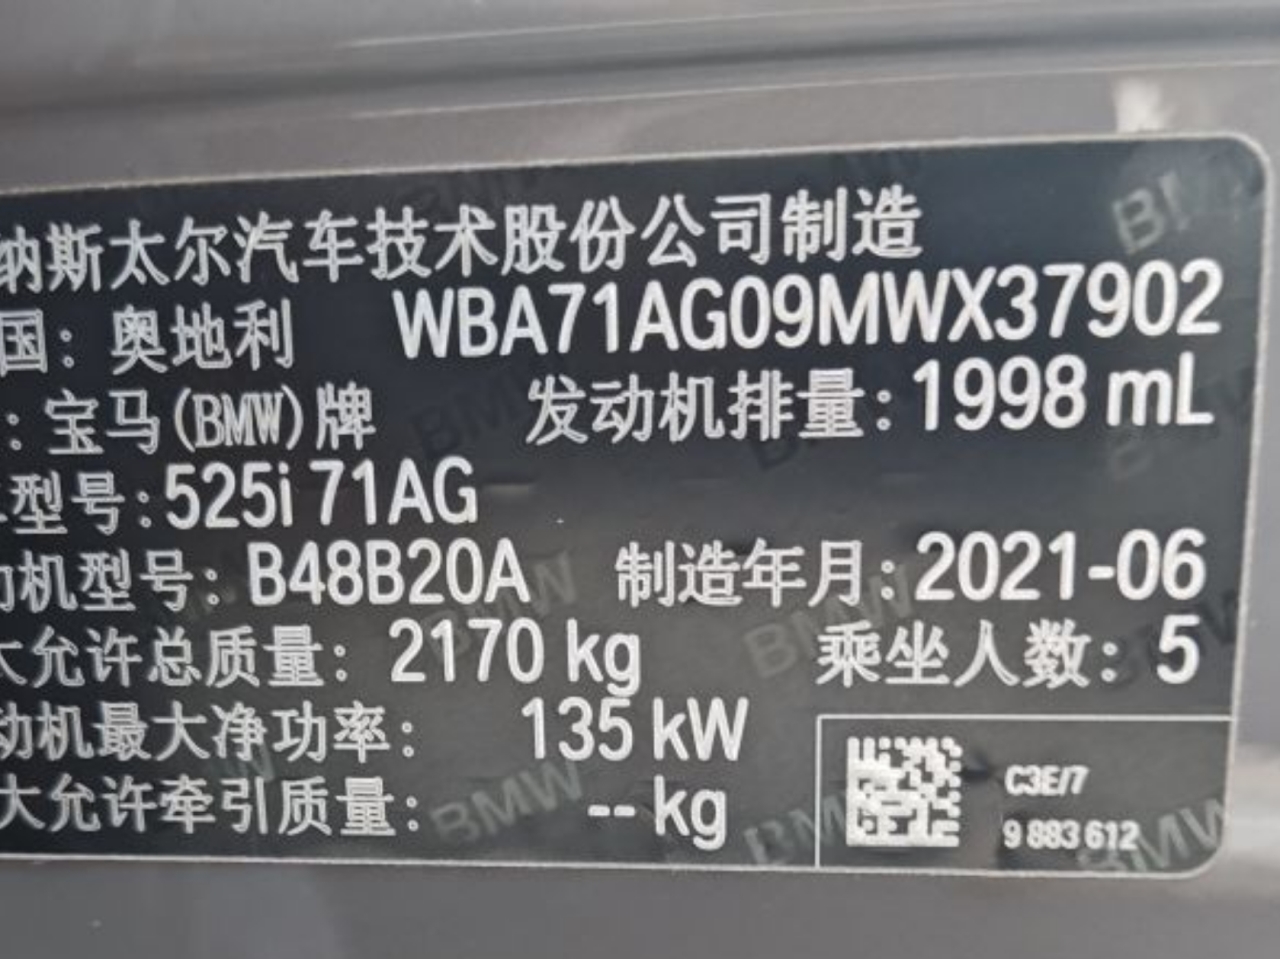 纳斯太尔汽车技术股份公司制造
国: 奥地利 WBA71AG09MWX37902
: 宝马(BMW)牌 发动机排量: 1998 mL
型号: 525i 71AG
动机型号: B48B20A 制造年月: 2021-06
大允许总质量: 2170 kg 乘坐人数: 5
动机最大净功率: 135 kW
大允许牵引质量: -- kg
C3E/7
9 883 612